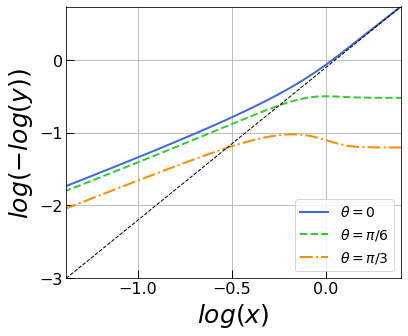 log(−log(y))
0
−1
−2
−3
−1.0
−0.5
0.0
log(x)
θ = 0
θ = π/6
θ = π/3